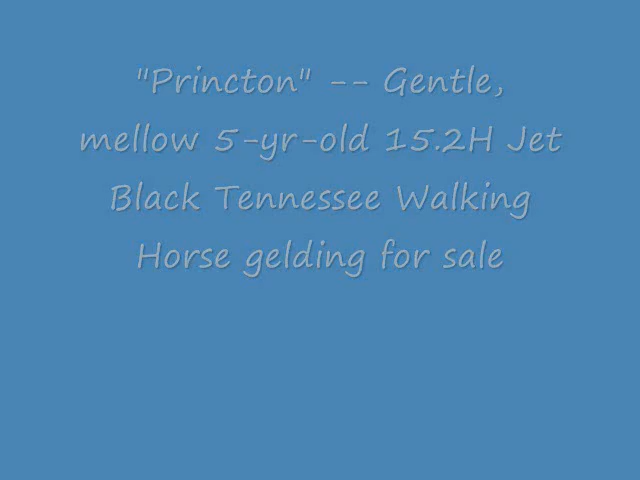 "Princton" -- Gentle,
mellow 5-yr-old 15.2H Jet
Black Tennessee Walking
Horse gelding for sale